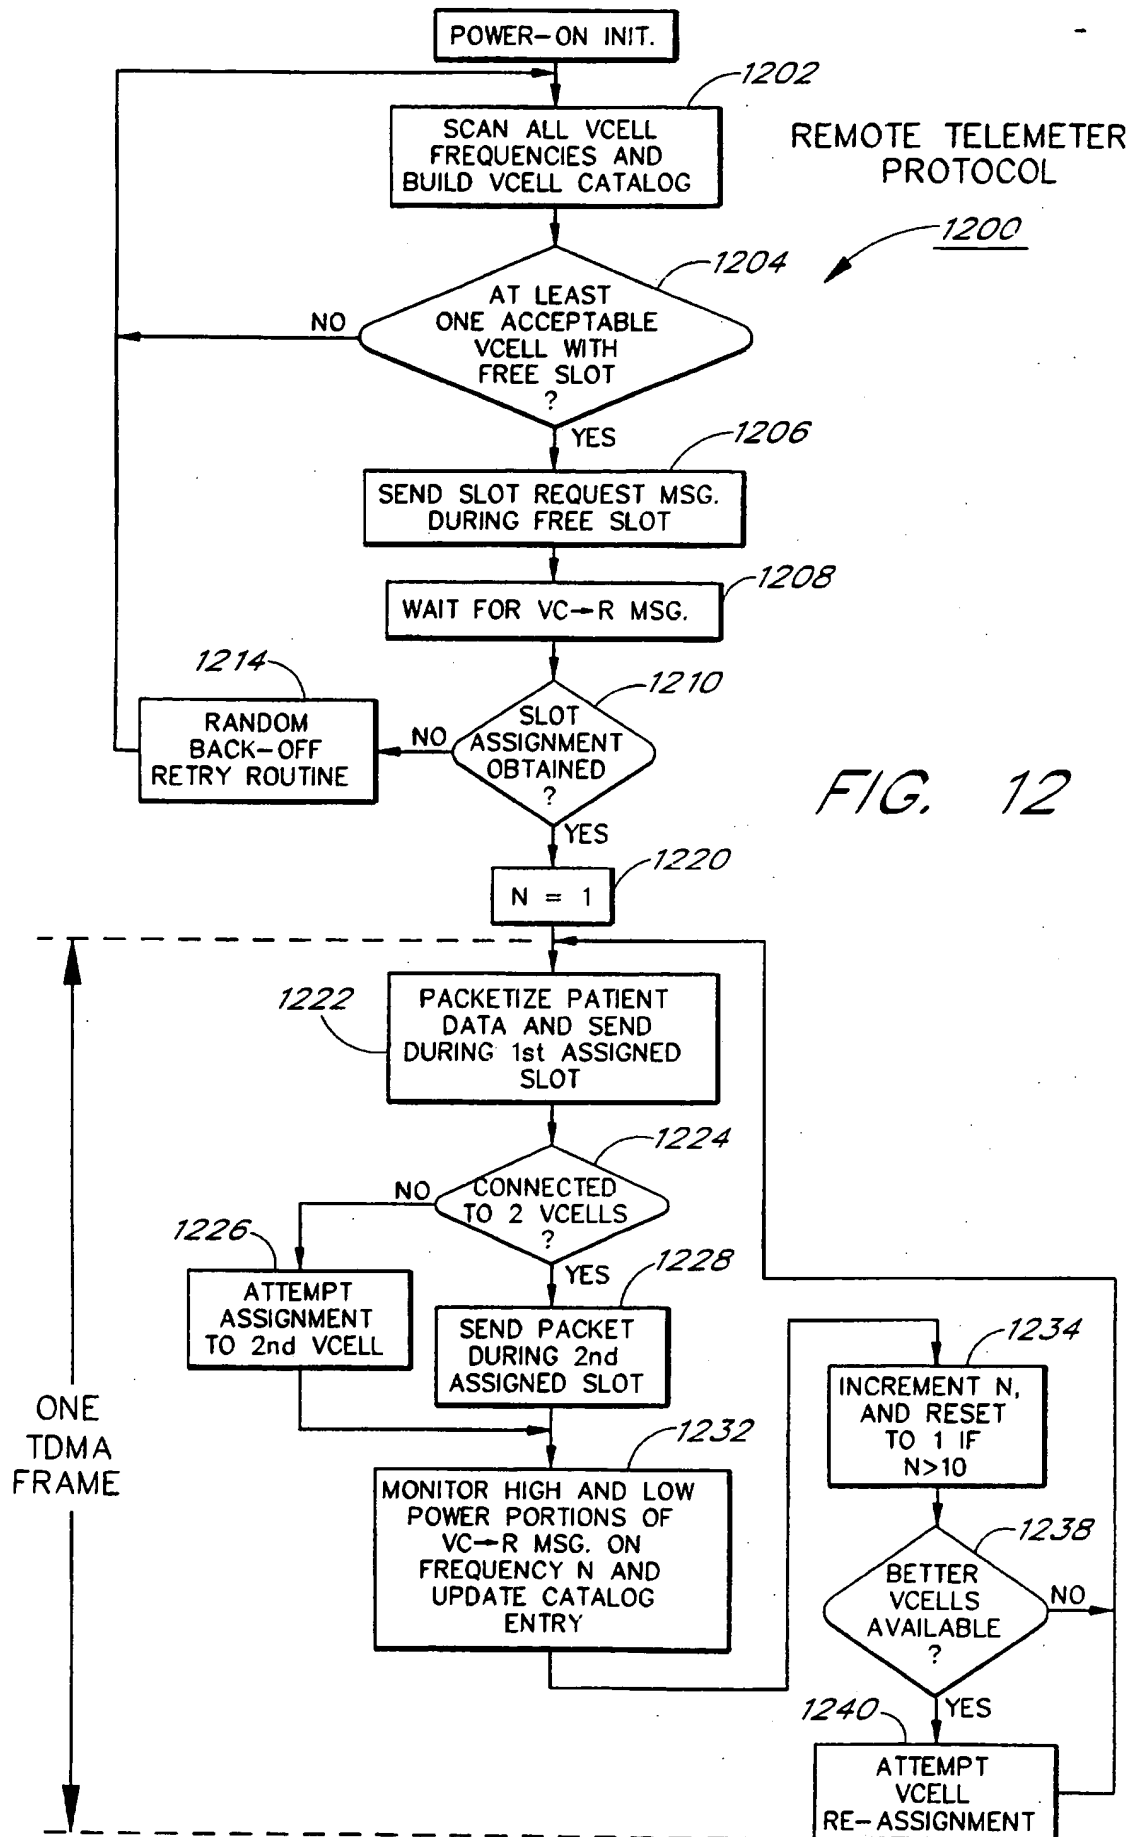 POWER-ON INIT.
1202
SCAN ALL VCELL
FREQUENCIES AND
BUILD VCELL CATALOG
REMOTE TELEMETER
PROTOCOL
1200
1204
AT LEAST
ONE ACCEPTABLE
VCELL WITH
FREE SLOT
?
NO
YES
1206
SEND SLOT REQUEST MSG.
DURING FREE SLOT
1208
WAIT FOR VC→R MSG.
1210
SLOT
ASSIGNMENT
OBTAINED
?
NO
YES
1214
RANDOM
BACK-OFF
RETRY ROUTINE
FIG. 12
1220
N = 1
1222
PACKETIZE PATIENT
DATA AND SEND
DURING 1st ASSIGNED
SLOT
1224
CONNECTED
TO 2 VCELLS
?
NO
YES
1226
ATTEMPT
ASSIGNMENT
TO 2nd VCELL
1228
SEND PACKET
DURING 2nd
ASSIGNED SLOT
ONE
TDMA
FRAME
1232
MONITOR HIGH AND LOW
POWER PORTIONS OF
VC→R MSG. ON
FREQUENCY N AND
UPDATE CATALOG
ENTRY
1234
INCREMENT N,
AND RESET
TO 1 IF
N>10
1238
BETTER
VCELLS
AVAILABLE
?
NO
YES
1240
ATTEMPT
VCELL
RE-ASSIGNMENT